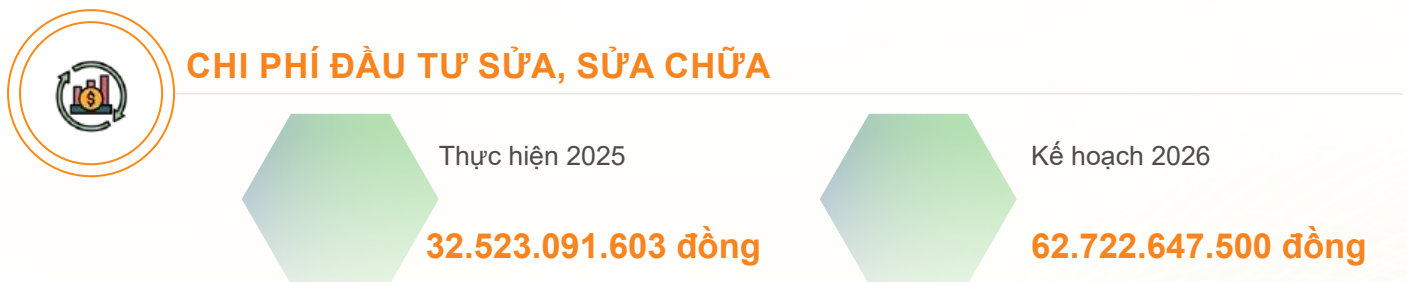 CHI PHÍ ĐẦU TƯ SỬA, SỬA CHỮA
Thực hiện 2025
32.523.091.603 đồng
Kế hoạch 2026
62.722.647.500 đồng